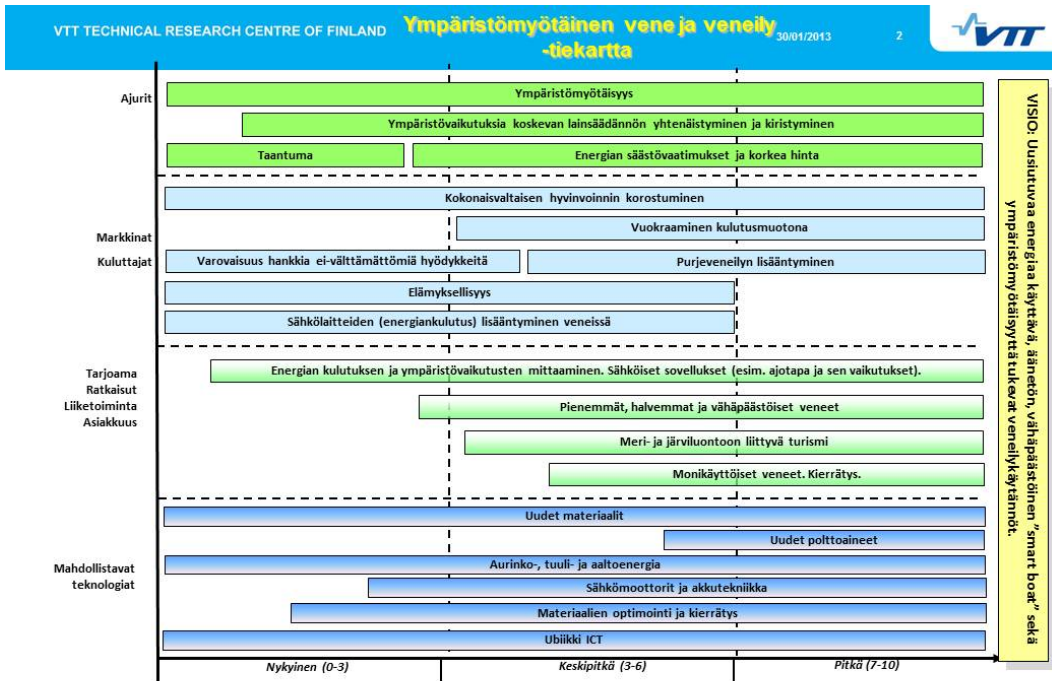 VTT TECHNICAL RESEARCH CENTRE OF FINLAND
Ympäristömyötäinen vene ja veneily
-tiekartta
30/01/2013
2
VTT
Ajurit
Ympäristömyötäisyys
Ympäristövaikutuksia koskevan lainsäädännön yhtenäistyminen ja kiristyminen
Taantuma
Energian säästövaatimukset ja korkea hinta
Markkinat
Kuluttajat
Kokonaisvaltaisen hyvinvoinnin korostuminen
Vuokraaminen kulutusmuotona
Varovaisuus hankkia ei-välttämättömiä hyödykkeitä
Purjeveneilyn lisääntyminen
Elämyksellisyys
Sähkölaitteiden (energiankulutus) lisääntyminen veneissä
Tarjoama
Ratkaisut
Liiketoiminta
Asiakkuus
Energian kulutuksen ja ympäristövaikutusten mittaaminen. Sähköiset sovellukset (esim. ajotapa ja sen vaikutukset).
Pienemmät, halvemmat ja vähäpäästöiset veneet
Meri- ja järviluontoon liittyvä turismi
Monikäyttöiset veneet. Kierrätys.
Mahdollistavat
teknologiat
Uudet materiaalit
Uudet polttoaineet
Aurinko-, tuuli- ja aaltoenergia
Sähkömoottorit ja akkutekniikka
Materiaalien optimointi ja kierrätys
Ubiikki ICT
Nykyinen (0-3)
Keskipitkä (3-6)
Pitkä (7-10)
VISIO: Uusiutuvaa energiaa käyttävä, äänetön, vähäpäästöinen "smart boat" sekä
ympäristömyötäisyyttä tukevat veneilykäytännöt.